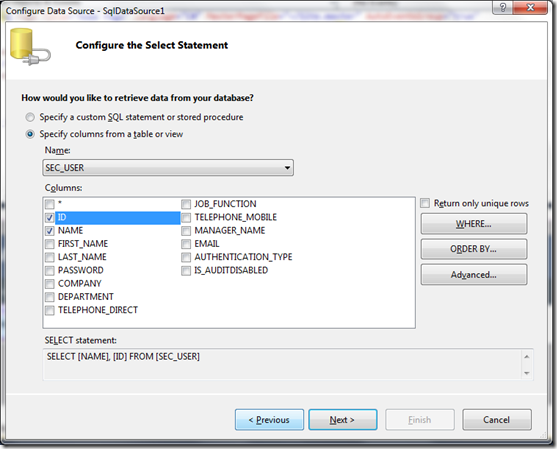 Configure Data Source - SqlDataSource1
Configure the Select Statement
How would you like to retrieve data from your database?
Specify a custom SQL statement or stored procedure
Specify columns from a table or view
Name:
SEC_USER
Columns:
*
ID
NAME
FIRST_NAME
LAST_NAME
PASSWORD
COMPANY
DEPARTMENT
TELEPHONE_DIRECT
JOB_FUNCTION
TELEPHONE_MOBILE
MANAGER_NAME
EMAIL
AUTHENTICATION_TYPE
IS_AUDITDISABLED
Return only unique rows
WHERE...
ORDER BY...
Advanced...
SELECT statement:
SELECT [NAME], [ID] FROM [SEC_USER]
< Previous
Next >
Finish
Cancel